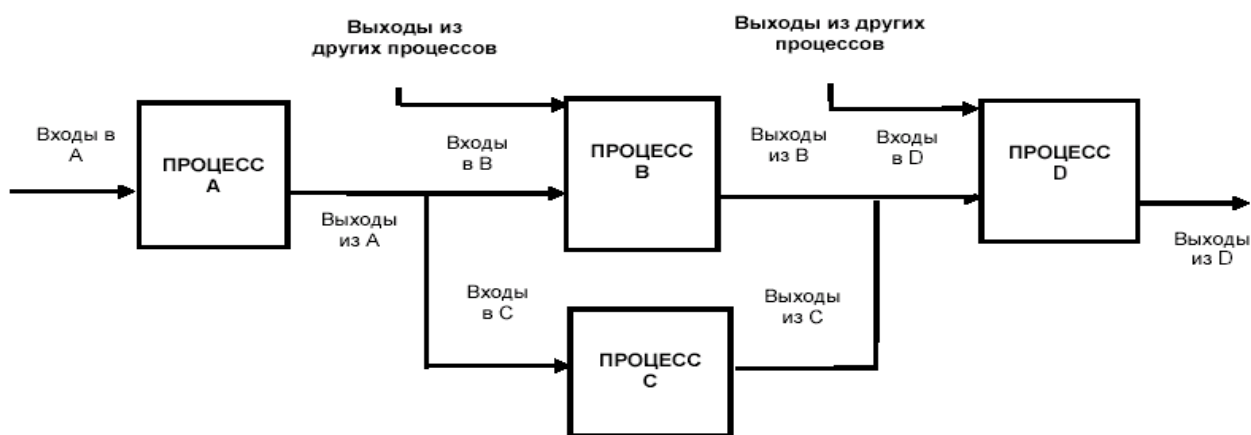 Выходы из
других процессов
Выходы из других
процессов
Входы в
А
ПРОЦЕСС
А
Входы
в В
ПРОЦЕСС
В
Выходы
из В
Входы
в D
ПРОЦЕСС
D
Выходы
из А
Выходы
из D
Входы
в С
Выходы
из С
ПРОЦЕСС
С